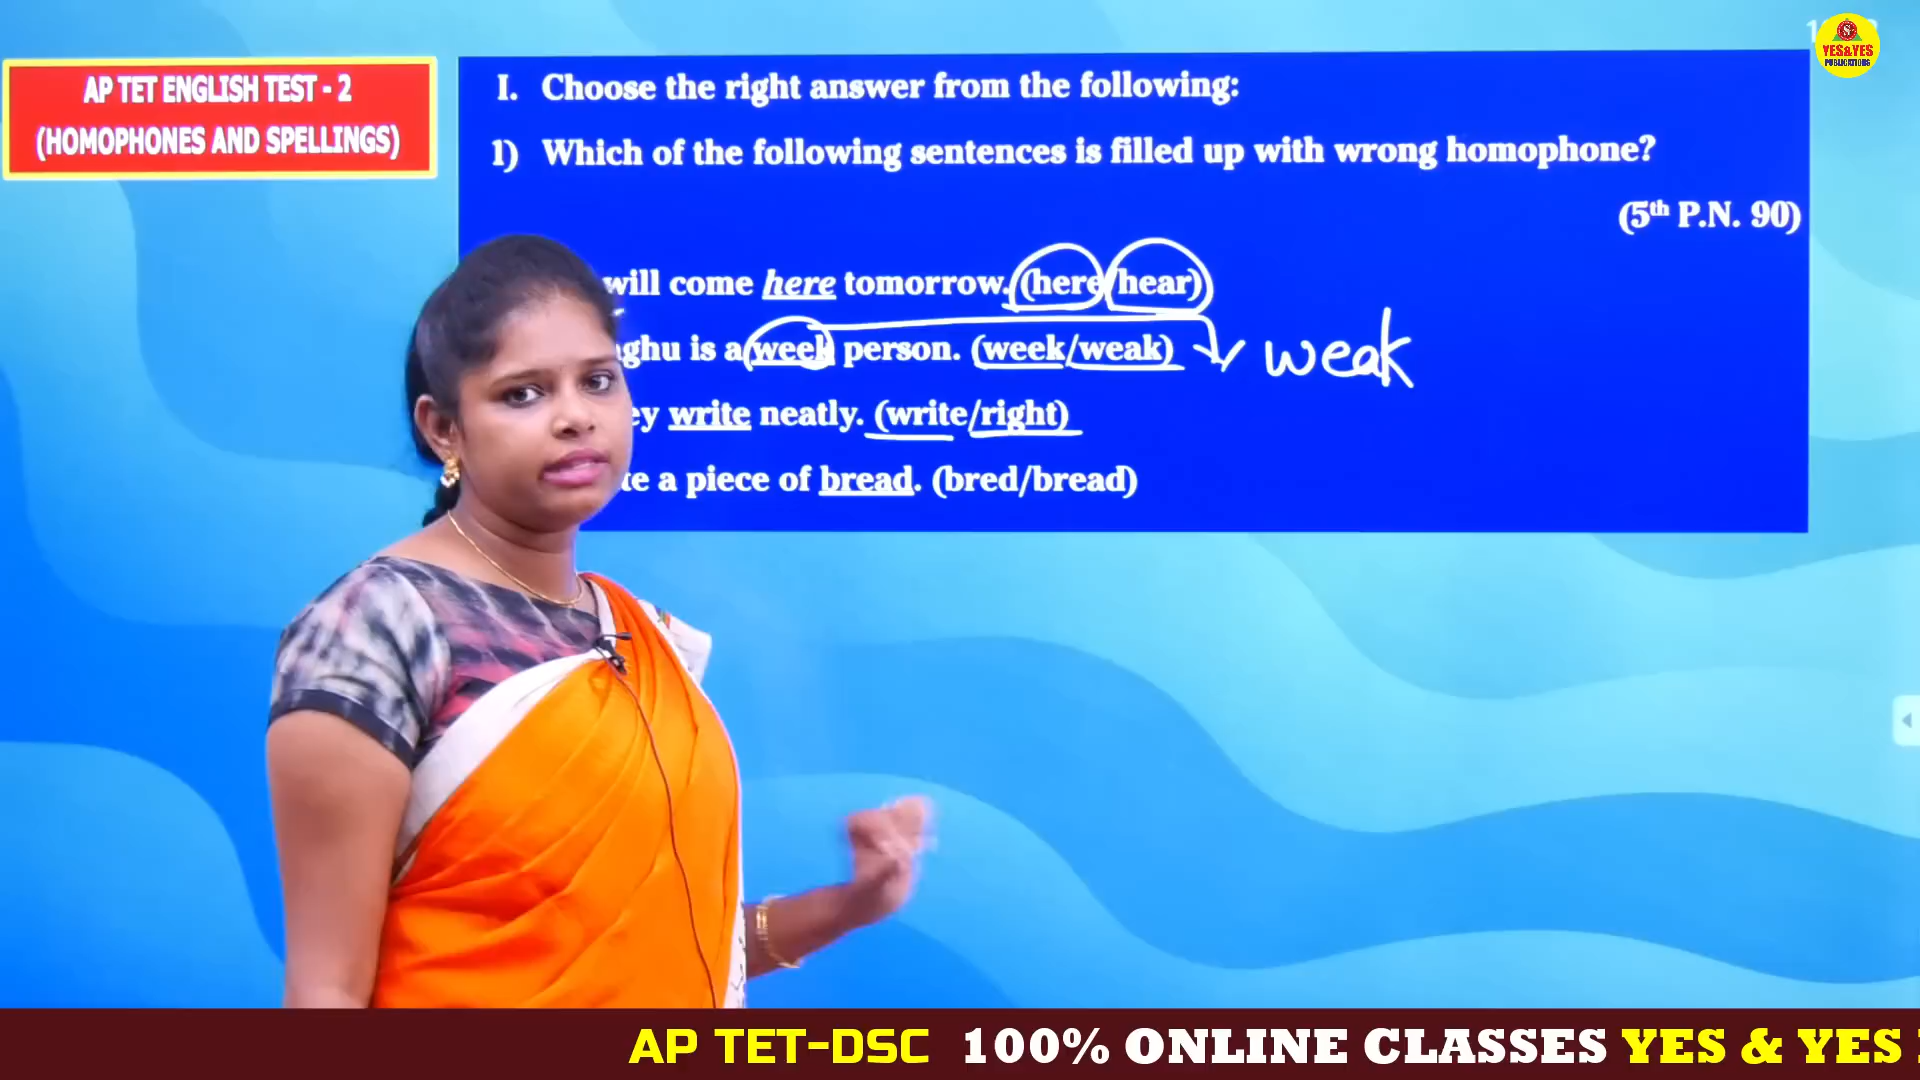 AP TET ENGLISH TEST - 2
(HOMOPHONES AND SPELLINGS)
YES&YES
PUBLICATIONS
I. Choose the right answer from the following:
1) Which of the following sentences is filled up with wrong homophone?
(5th P.N. 90)
will come here tomorrow. (here/hear)
is a week person. (week/weak) weak
write neatly. (write/right)
a piece of bread. (bred/bread)
AP TET-DSC 100% ONLINE CLASSES YES & YES